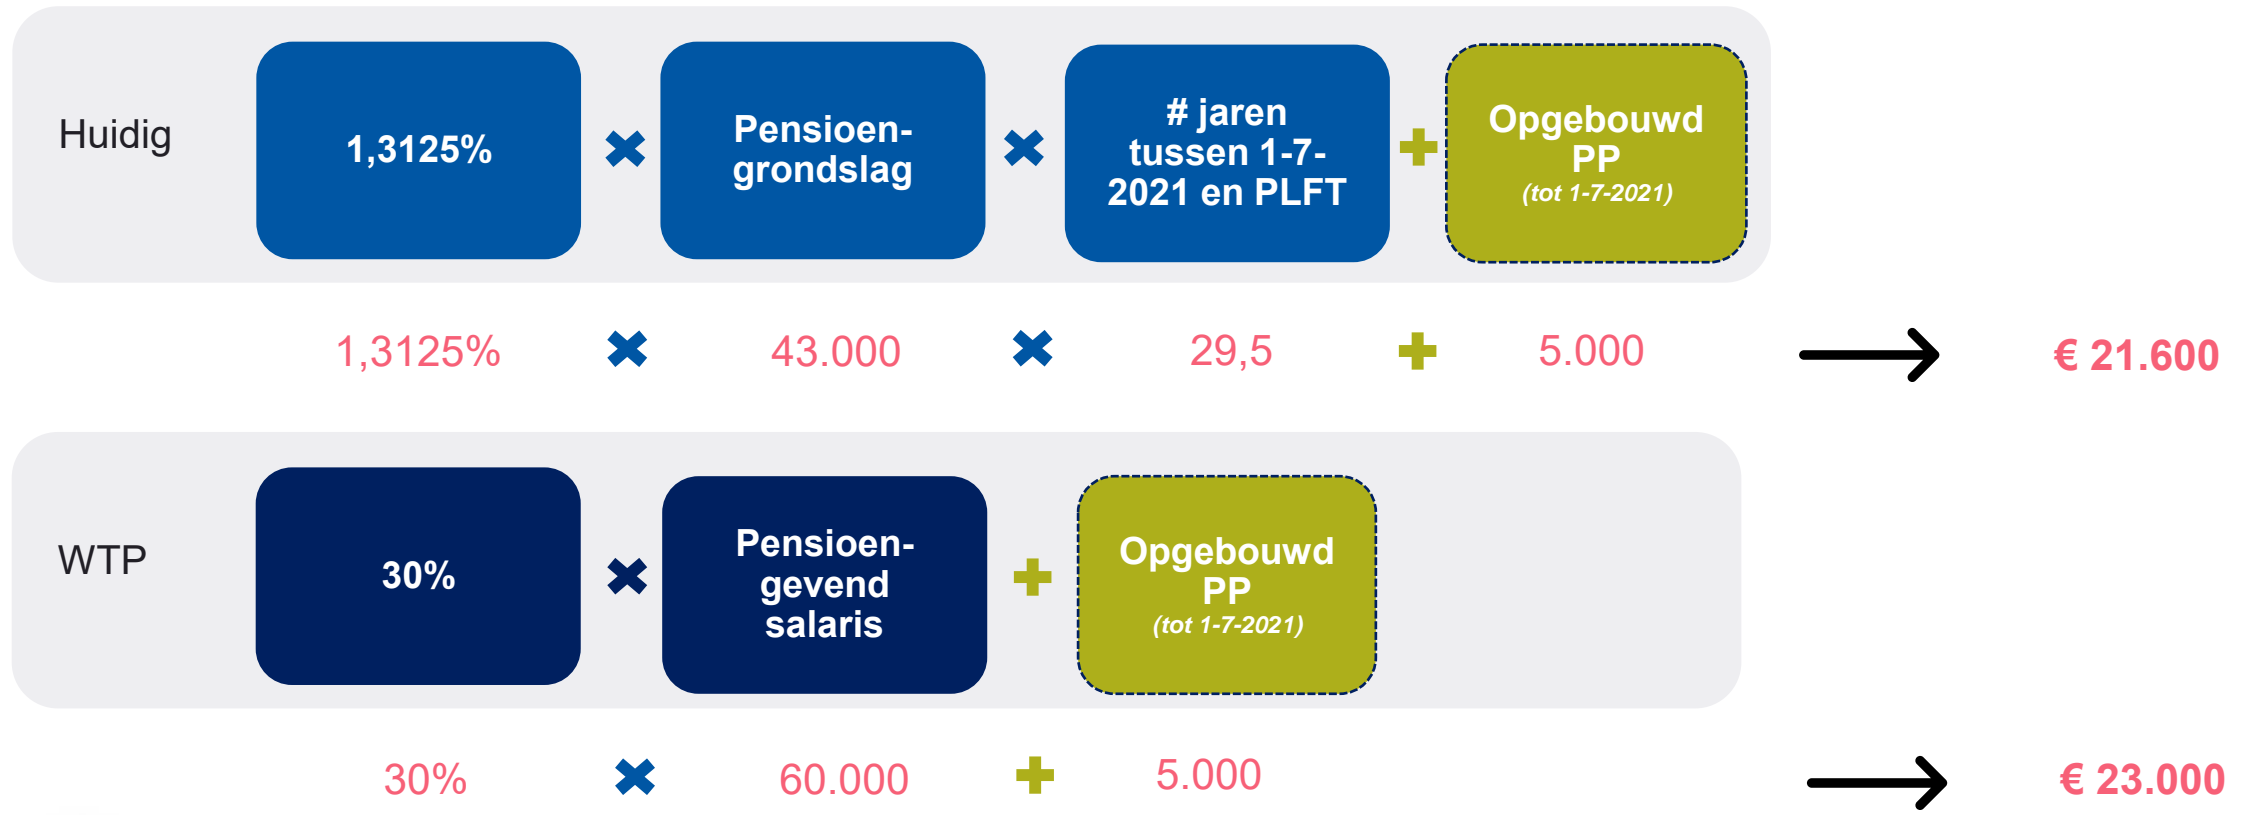 Huidig
1,3125%
Pensioen-
grondslag
# jaren
tussen 1-7-
2021 en PLFT
Opgebouwd
PP
(tot 1-7-2021)
1,3125%
43.000
29,5
5.000
€ 21.600
WTP
30%
Pensioen-
gevend
salaris
Opgebouwd
PP
(tot 1-7-2021)
30%
60.000
5.000
€ 23.000